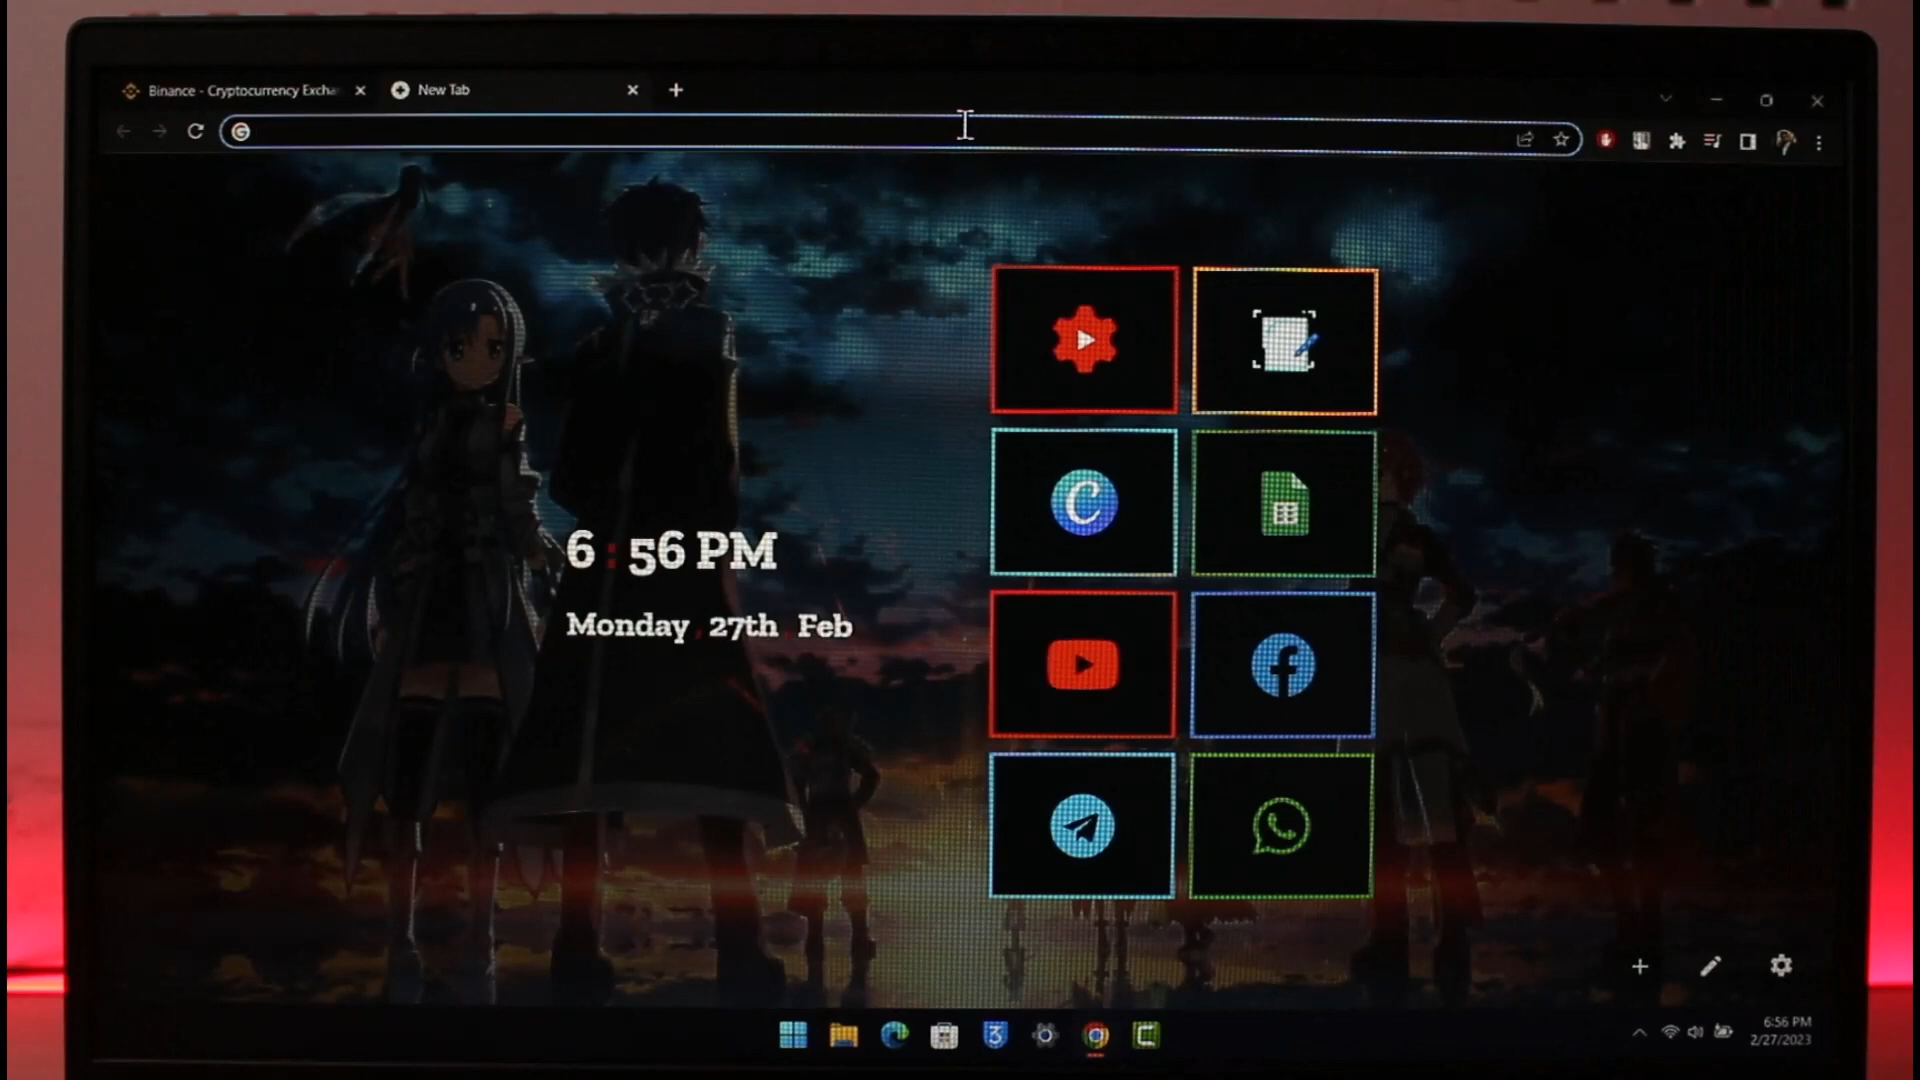 Binance - Cryptocurrency Excha
New Tab
6:56 PM
Monday, 27th Feb
6:56 PM
2/27/2023